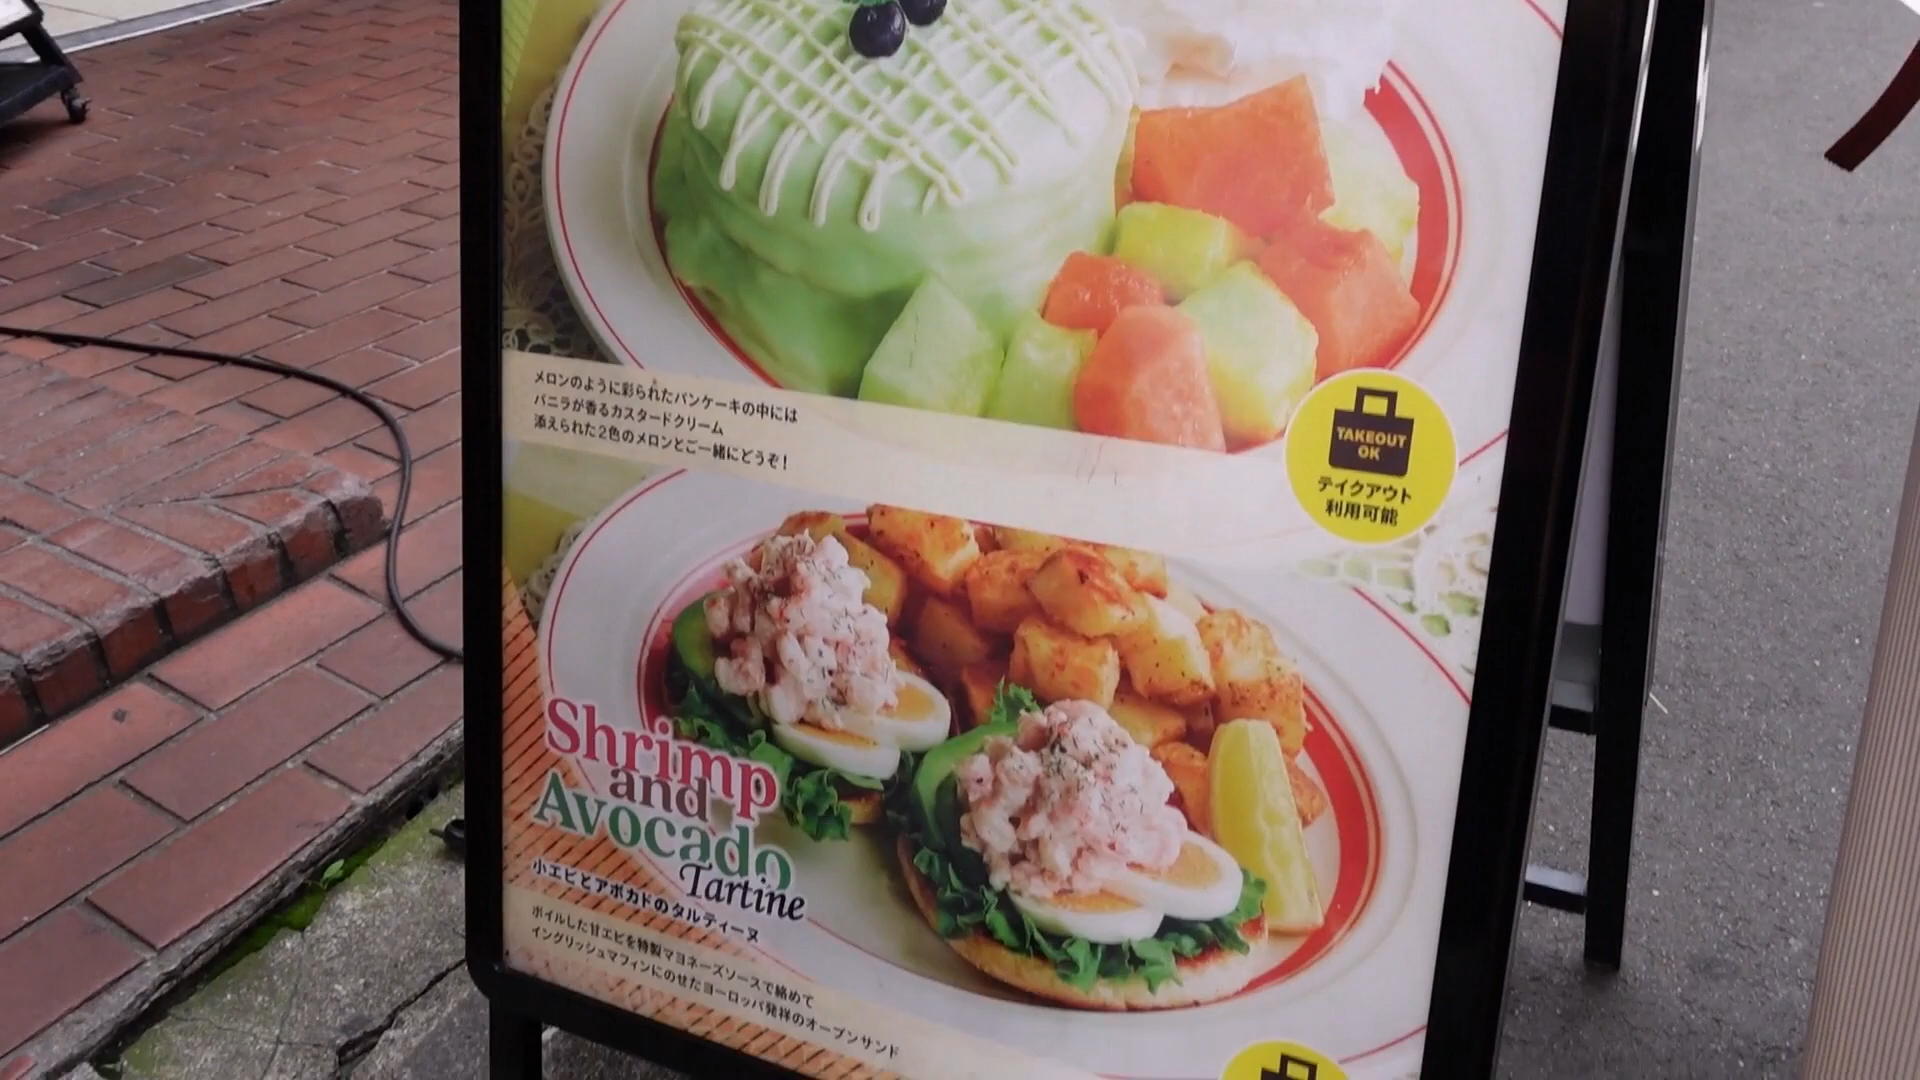 メロンのように彩られたパンケーキの中には
バニラが香るカスタードクリーム
添えられた2色のメロンとご一緒にどうぞ!
TAKEOUT
OK
テイクアウト
利用可能
Shrimp
and
Avocado
Tartine
小エビとアボカドのタルティーヌ
ボイルした甘エビを特製マヨネーズソースで絡めて
イングリッシュマフィンにのせたヨーロッパ発祥のオープンサンド